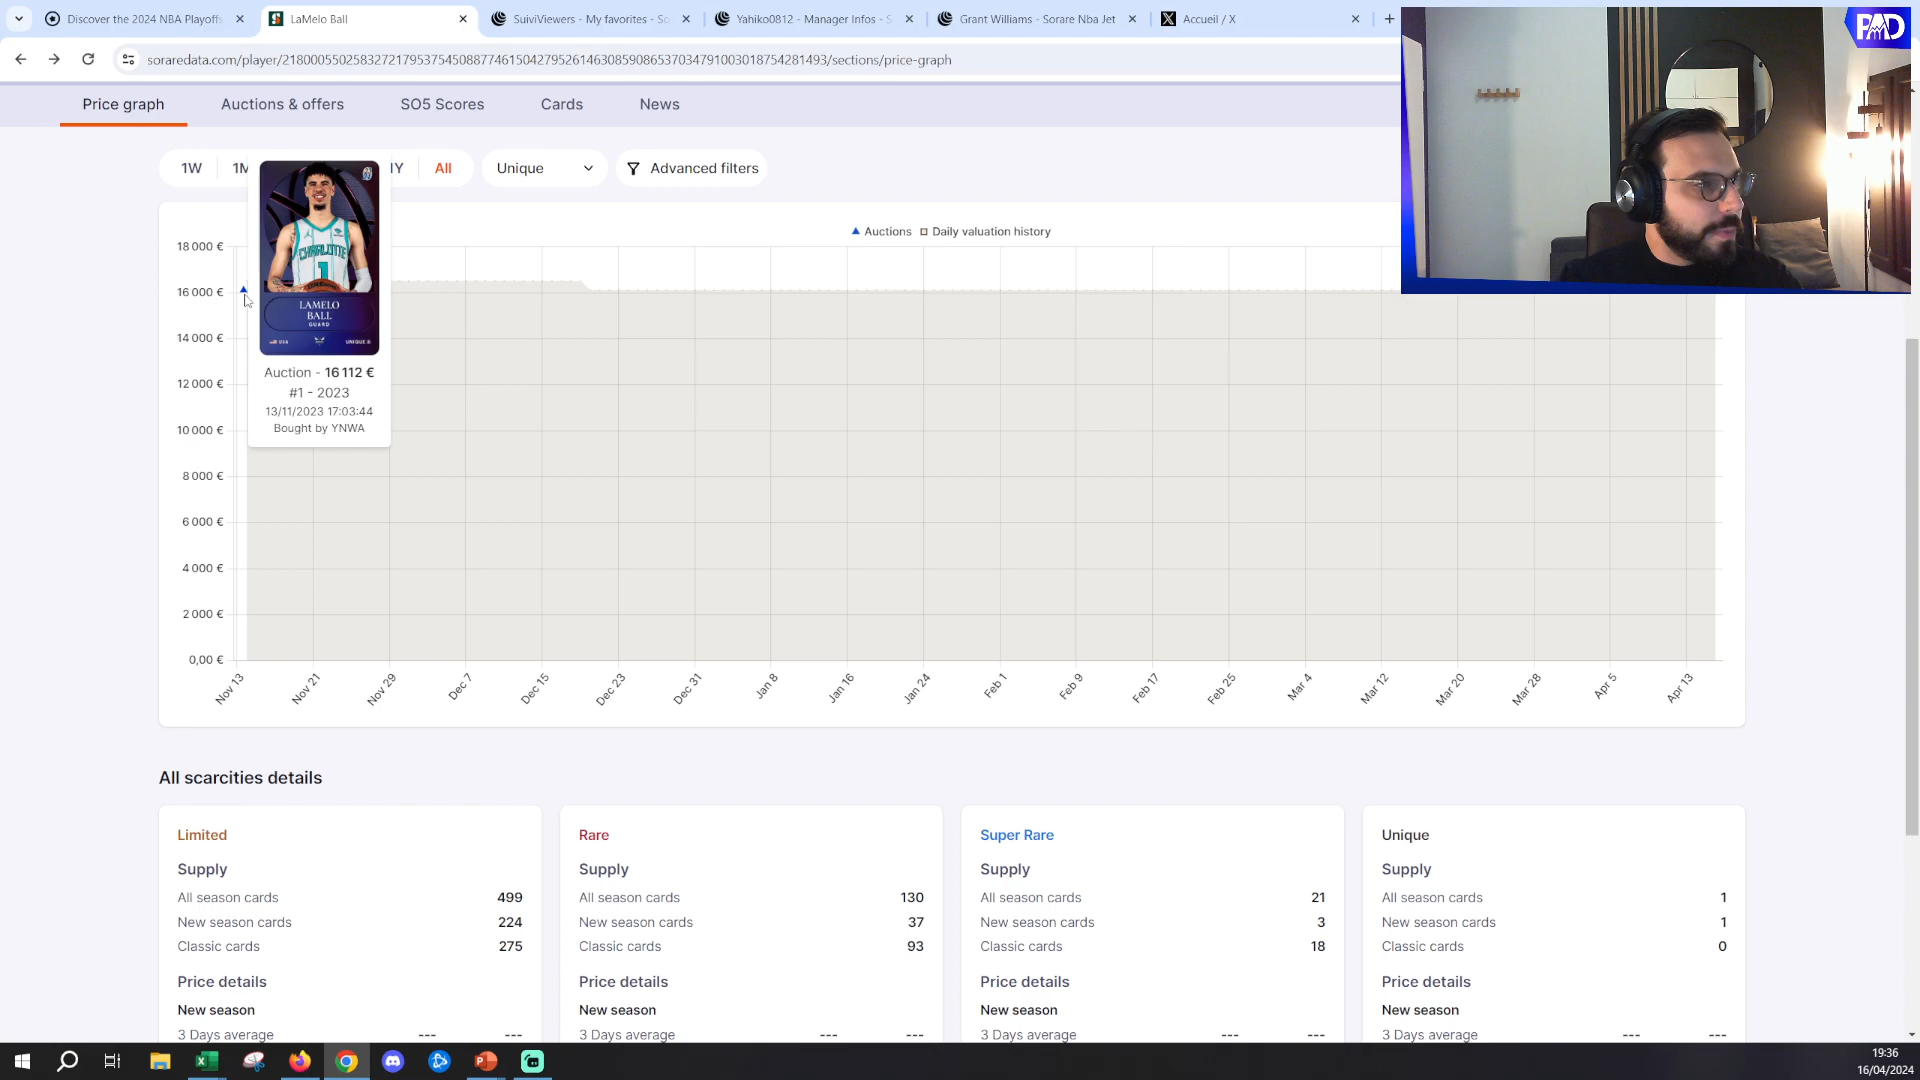 Discover the 2024 NBA Playoffs
LaMelo Ball
SuiviViewers - My favorites - So
Yahiko0812 - Manager Infos - S
Grant Williams - Sorare Nba Jet
Accueil / X
soraredata.com/player/21800055025832721795375450887746150427952614630859086537034791003018754281493/sections/price-graph
PMD
Price graph
Auctions & offers
SO5 Scores
Cards
News
1W
1M
1Y
All
Unique
Advanced filters
Auctions
Daily valuation history
18 000 €
16 000 €
14 000 €
12 000 €
10 000 €
8 000 €
6 000 €
4 000 €
2 000 €
0,00 €
CHARLOTTE
1
LAMELO
BALL
GUARD
USA
UNIQUE
Auction - 16 112 €
#1 - 2023
13/11/2023 17:03:44
Bought by YNWA
Nov 13
Nov 21
Nov 29
Dec 7
Dec 15
Dec 23
Dec 31
Jan 8
Jan 16
Jan 24
Feb 1
Feb 9
Feb 17
Feb 25
Mar 4
Mar 12
Mar 20
Mar 28
Apr 5
Apr 13
All scarcities details
Limited
Supply
All season cards 499
New season cards 224
Classic cards 275
Price details
New season
3 Days average --- ---
Rare
Supply
All season cards 130
New season cards 37
Classic cards 93
Price details
New season
3 Days average --- ---
Super Rare
Supply
All season cards 21
New season cards 3
Classic cards 18
Price details
New season
3 Days average --- ---
Unique
Supply
All season cards 1
New season cards 1
Classic cards 0
Price details
New season
3 Days average --- ---
19:36
16/04/2024